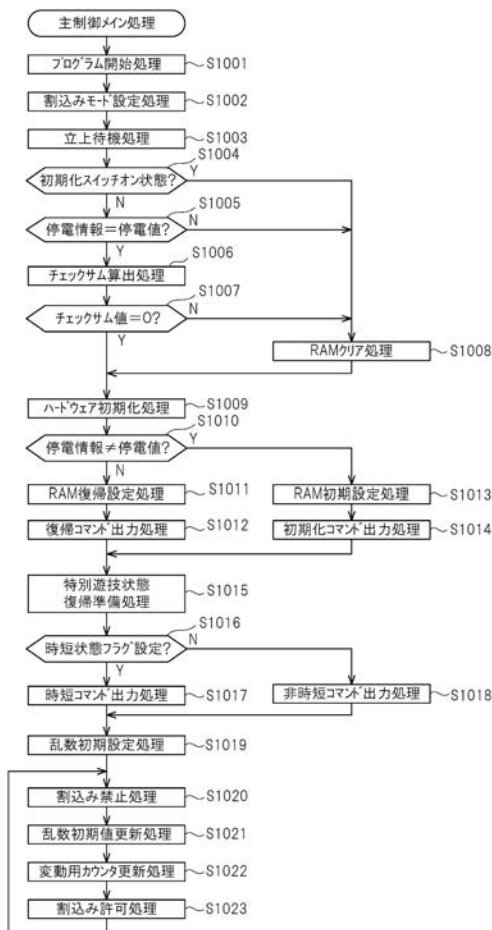 主制御メイン処理
プログラム開始処理 S1001
割込みモード設定処理 S1002
立上待機処理 S1003
S1004
初期化スイッチオン状態? Y
N S1005
停電情報=停電値? N
Y S1006
チェックサム算出処理
S1007
チェックサム値=0? N
Y
RAMクリア処理 S1008
ハードウェア初期化処理 S1009
S1010
停電情報≠停電値? Y
N
RAM復帰設定処理 S1011 RAM初期設定処理 S1013
復帰コマンド出力処理 S1012 初期化コマンド出力処理 S1014
特別遊技状態
復帰準備処理 S1015
S1016
時短状態フラグ設定? N
Y
時短コマンド出力処理 S1017 非時短コマンド出力処理 S1018
乱数初期設定処理 S1019
割込み禁止処理 S1020
乱数初期値更新処理 S1021
変動用カウンタ更新処理 S1022
割込み許可処理 S1023